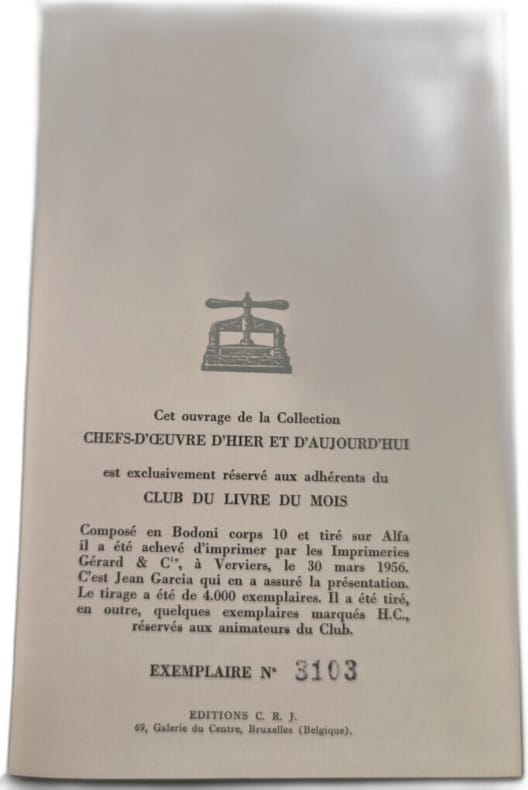 Cet ouvrage de la Collection
CHEFS-D'ŒUVRE D'HIER ET D'AUJOURD'HUI
est exclusivement réservé aux adhérents du
CLUB DU LIVRE DU MOIS
Composé en Bodoni corps 10 et tiré sur Alfa
il a été achevé d'imprimer par les Imprimeries
Gérard & Cie, à Verviers, le 30 mars 1956.
C'est Jean Garcia qui en a assuré la présentation.
Le tirage a été de 4.000 exemplaires. Il a été tiré,
en outre, quelques exemplaires marqués H.C.,
réservés aux animateurs du Club.
EXEMPLAIRE N° 3103
EDITIONS C. R. J.
69, Galerie du Centre, Bruxelles (Belgique).